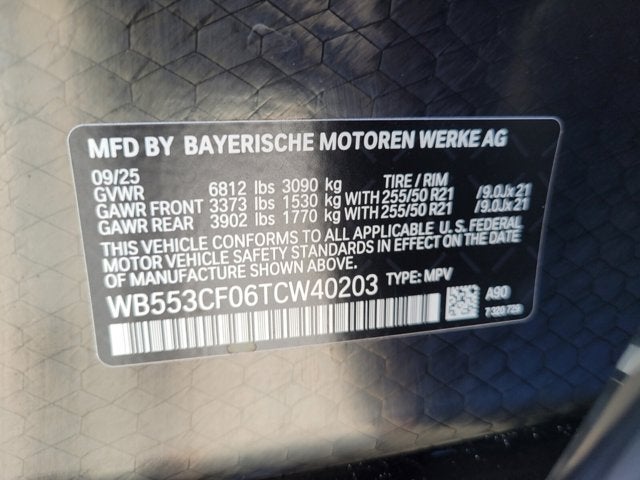 MFD BY BAYERISCHE MOTOREN WERKE AG
09/25
GVWR 6812 lbs 3090 kg TIRE / RIM
GAWR FRONT 3373 lbs 1530 kg WITH 255/50 R21 /9.0Jx21
GAWR REAR 3902 lbs 1770 kg WITH 255/50 R21 /9.0Jx21
THIS VEHICLE CONFORMS TO ALL APPLICABLE U.S. FEDERAL
MOTOR VEHICLE SAFETY STANDARDS IN EFFECT ON THE DATE OF
MANUFACTURE SHOWN ABOVE.
WB553CF06TCW40203 TYPE: MPV
A90
7 320 729